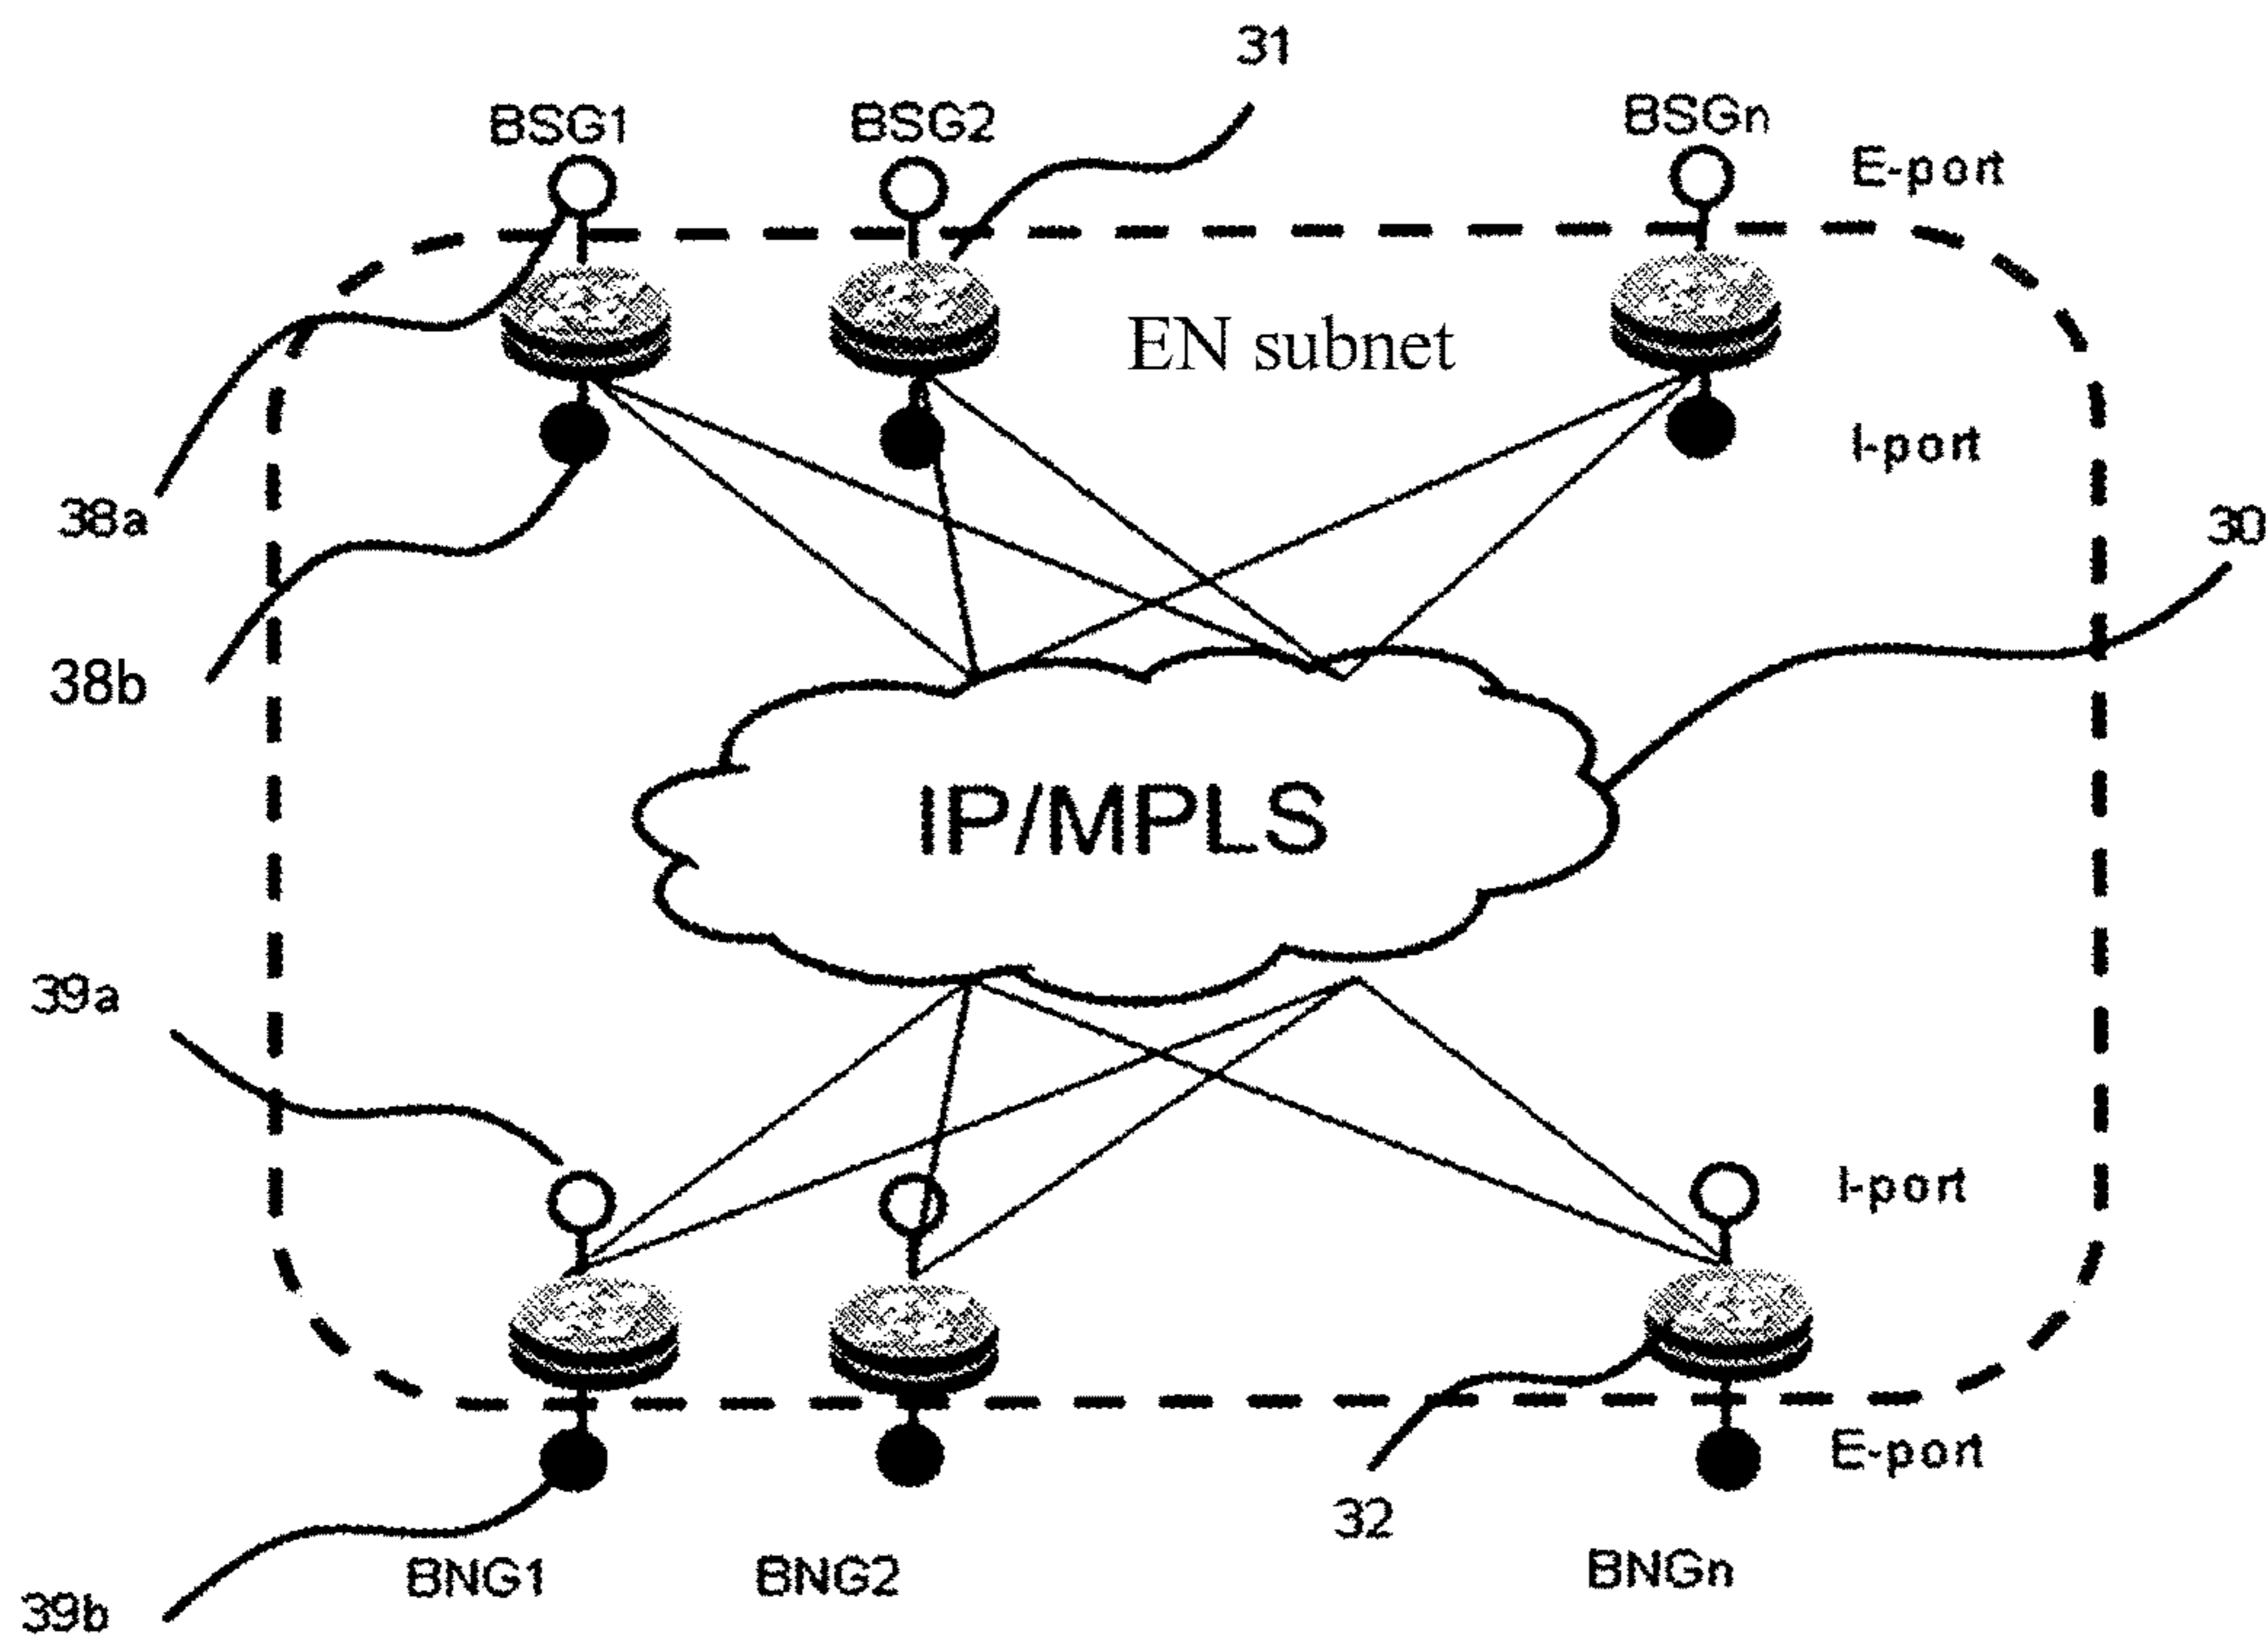 31
BSG1
BSG2
BSGn
E-port
EN subnet
I-port
38a
30
38b
IP/MPLS
39a
I-port
E-port
32
BNG1
BNG2
BNGn
39b